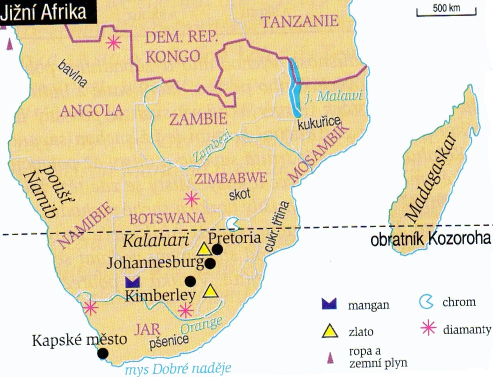 Jižní Afrika
500 km
TANZANIE
DEM. REP.
KONGO
bavlna
j. Malawi
ANGOLA
ZAMBIE
kukuřice
Zambezi
MOSAMBIK
poušť
Namib
ZIMBABWE
skot
Madagaskar
NAMIBIE
BOTSWANA
cukr. třtina
Kalahari
Pretoria
obratník Kozoroha
Johannesburg
Kimberley
mangan
chrom
Orange
JAR
zlato
diamanty
Kapské město
pšenice
ropa a
zemní plyn
mys Dobré naděje